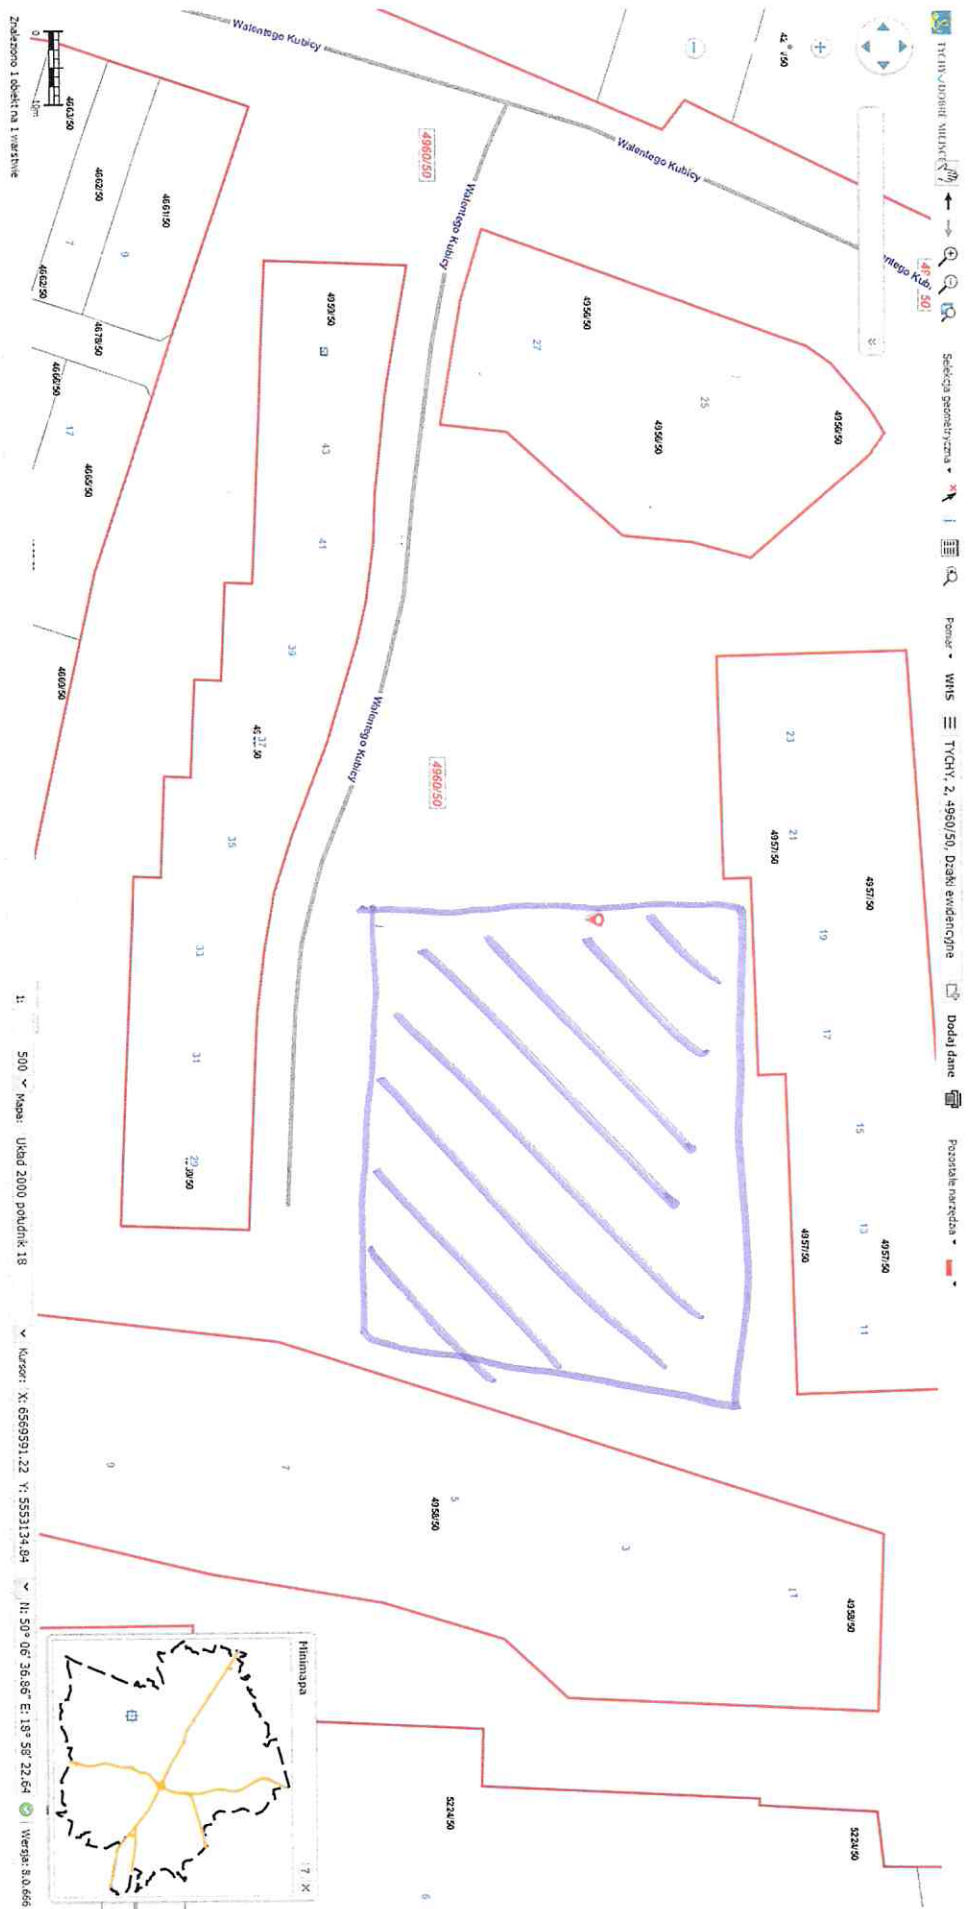 TYCHY DOBRE MIEJSCE
Selekcja geometryczna
Pomiar
WMS
TYCHY, 2, 4960/50, Działki ewidencyjne
Dodaj dane
Pozostałe narzędzia
Walentego Kubicy
Walentego Kubicy
Walentego Kubicy
Walentego Kubicy
4960/50
4960/50
4956/50
4956/50
4956/50
27
25
4957/50
4957/50
4957/50
4957/50
23
21
19
17
15
13
11
4959/50
43
41
39
37
35
33
31
29
4663/50
4662/50
4661/50
7
9
4662/50
4678/50
4666/50
17
4665/50
4669/50
4958/50
4958/50
9
7
5
3
5224/50
5224/50
6
Minimapa
0 10m
Znaleziono 1 obiekt na 1 warstwie
1: 500
Mapa: Układ 2000 południk 18
Kursor: X: 6569591.22 Y: 5553134.84
N: 50° 06' 36.86" E: 18° 58' 22.64
Wersja: 8.0.666